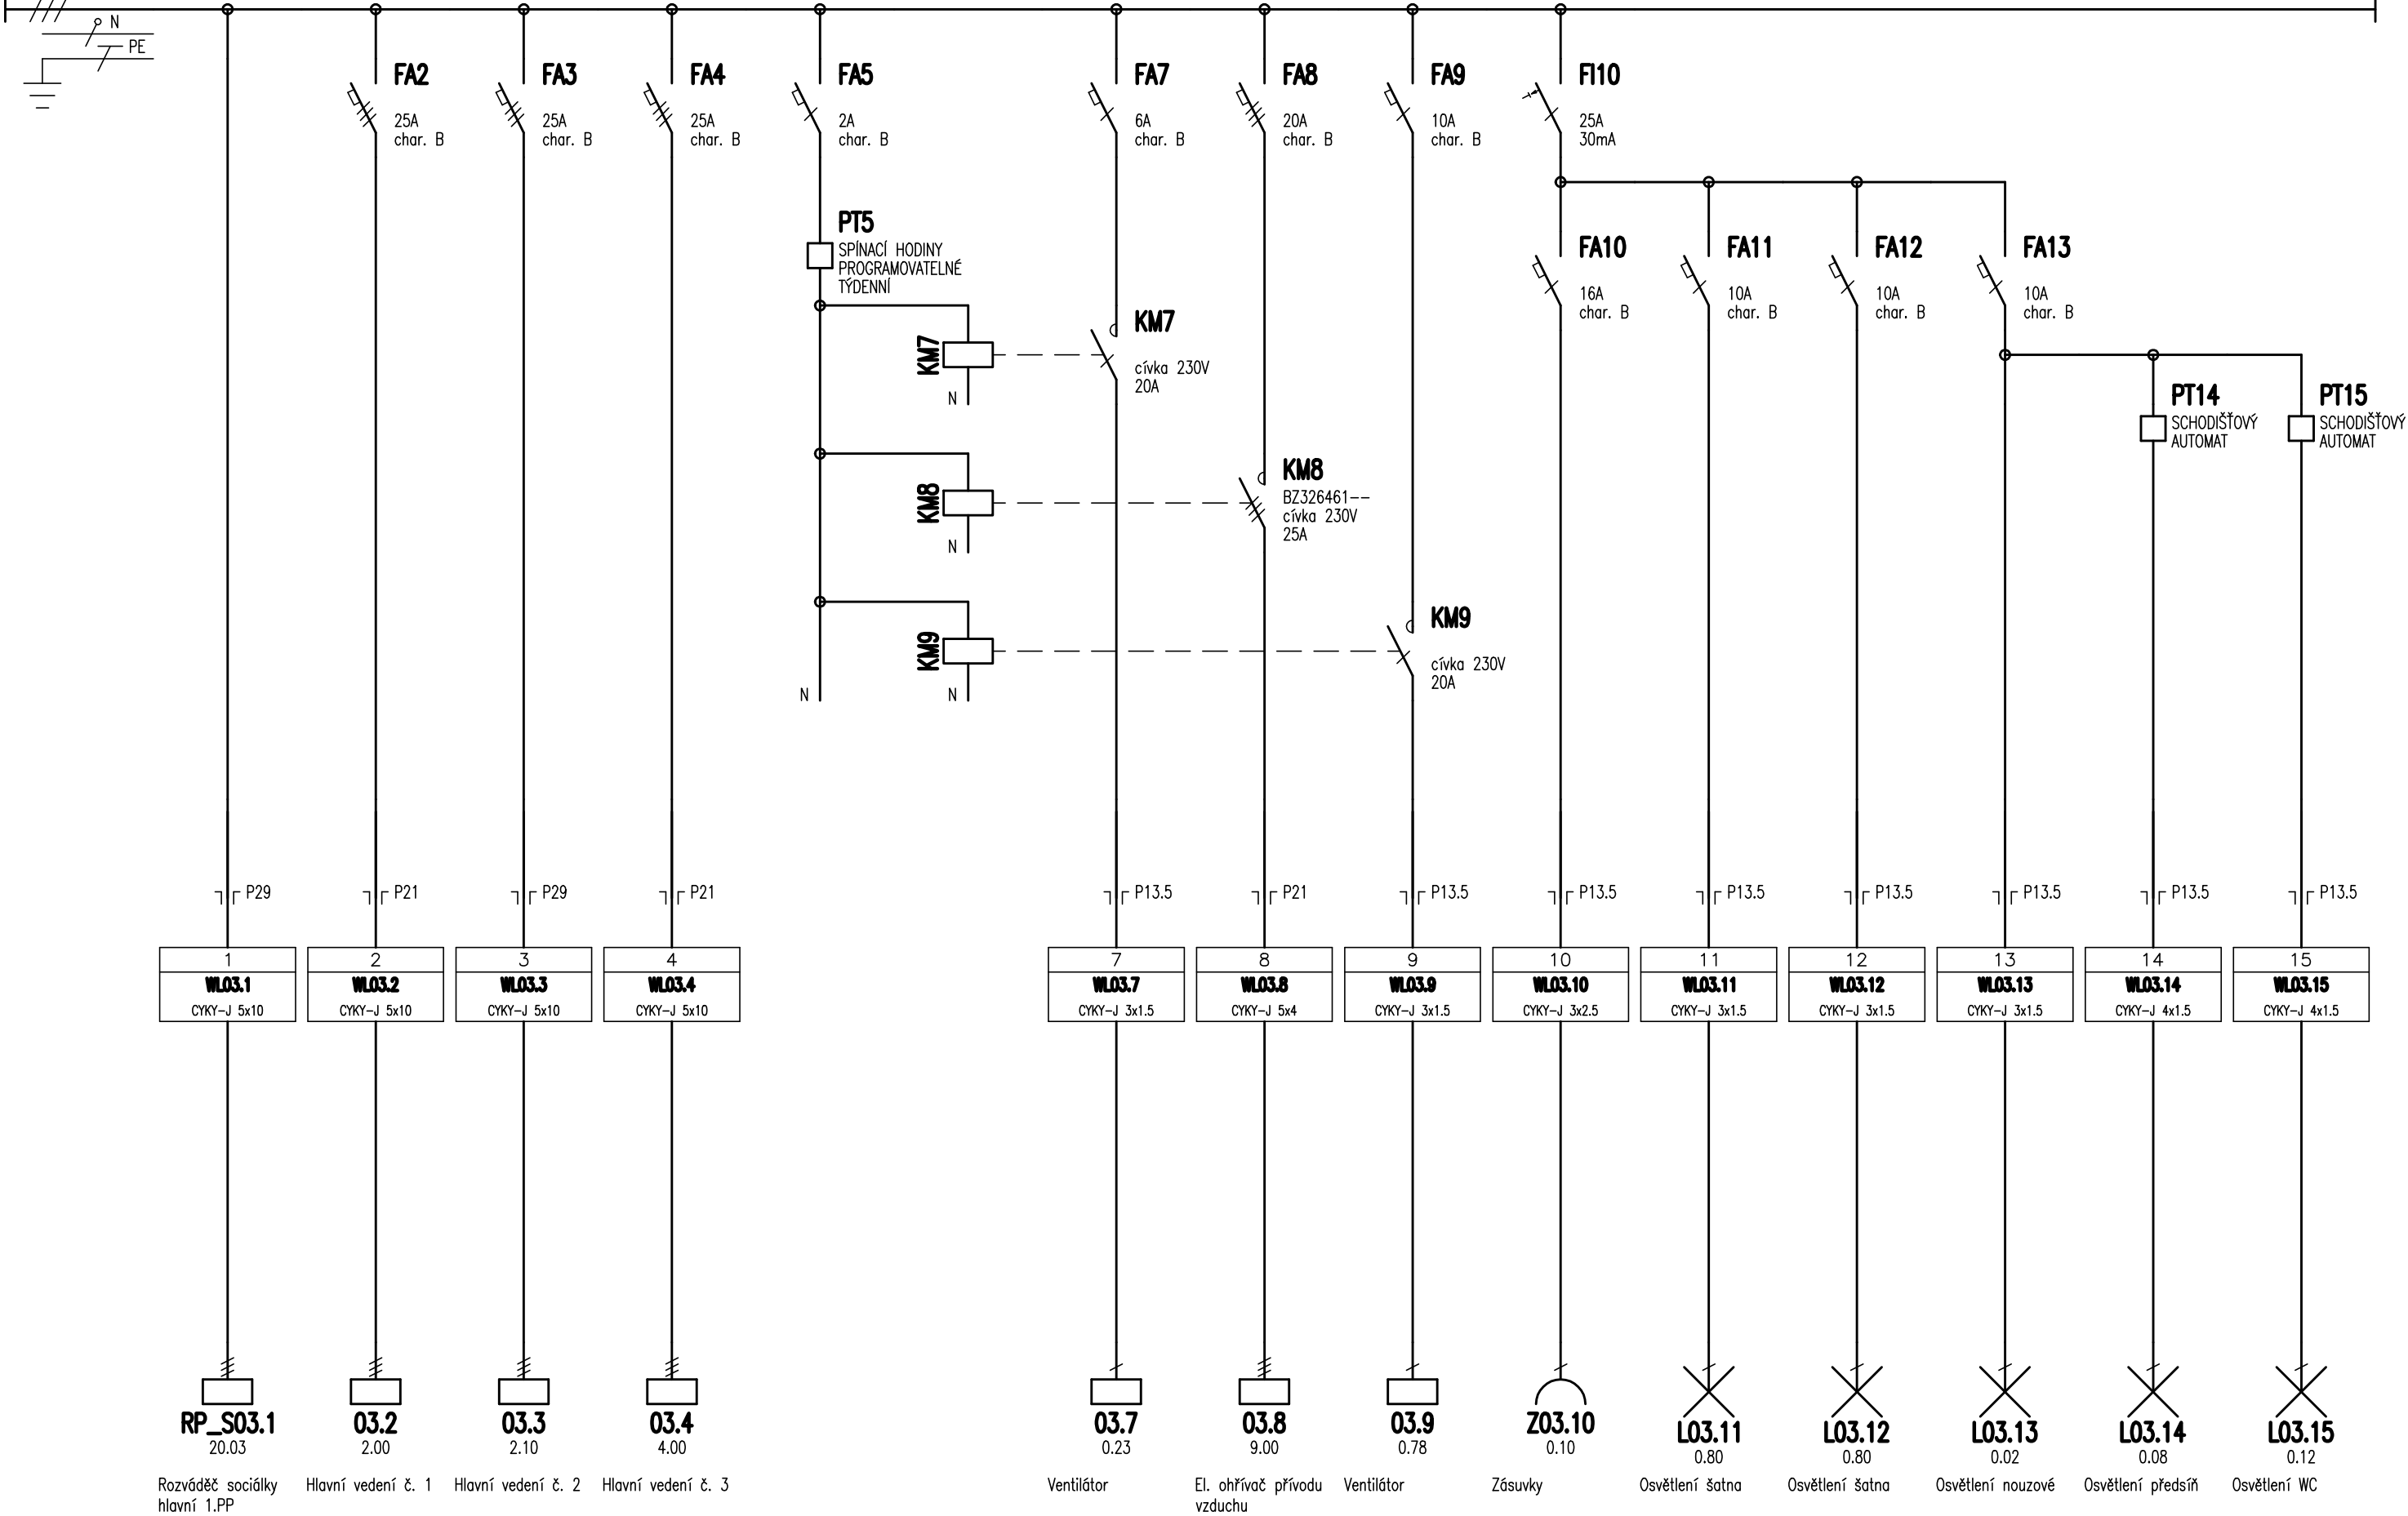 N
PE
FA2
25A
char. B
FA3
25A
char. B
FA4
25A
char. B
FA5
2A
char. B
FA7
6A
char. B
FA8
20A
char. B
FA9
10A
char. B
FI10
25A
30mA
PT5
SPÍNACÍ HODINY
PROGRAMOVATELNÉ
TÝDENNÍ
FA10
16A
char. B
FA11
10A
char. B
FA12
10A
char. B
FA13
10A
char. B
KM7
N
KM7
cívka 230V
20A
PT14
SCHODIŠŤOVÝ
AUTOMAT
PT15
SCHODIŠŤOVÝ
AUTOMAT
KM8
N
KM8
BZ326461--
cívka 230V
25A
KM9
N
N
KM9
cívka 230V
20A
P29
P21
P29
P21
P13.5
P21
P13.5
P13.5
P13.5
P13.5
P13.5
P13.5
P13.5
1
WL03.1
CYKY-J 5x10
2
WL03.2
CYKY-J 5x10
3
WL03.3
CYKY-J 5x10
4
WL03.4
CYKY-J 5x10
7
WL03.7
CYKY-J 3x1.5
8
WL03.8
CYKY-J 5x4
9
WL03.9
CYKY-J 3x1.5
10
WL03.10
CYKY-J 3x2.5
11
WL03.11
CYKY-J 3x1.5
12
WL03.12
CYKY-J 3x1.5
13
WL03.13
CYKY-J 3x1.5
14
WL03.14
CYKY-J 4x1.5
15
WL03.15
CYKY-J 4x1.5
RP_S03.1
20.03
Rozváděč sociálky
hlavní 1.PP
03.2
2.00
Hlavní vedení č. 1
03.3
2.10
Hlavní vedení č. 2
03.4
4.00
Hlavní vedení č. 3
03.7
0.23
Ventilátor
03.8
9.00
El. ohřívač přívodu
vzduchu
03.9
0.78
Ventilátor
Z03.10
0.10
Zásuvky
L03.11
0.80
Osvětlení šatna
L03.12
0.80
Osvětlení šatna
L03.13
0.02
Osvětlení nouzové
L03.14
0.08
Osvětlení předsíň
L03.15
0.12
Osvětlení WC